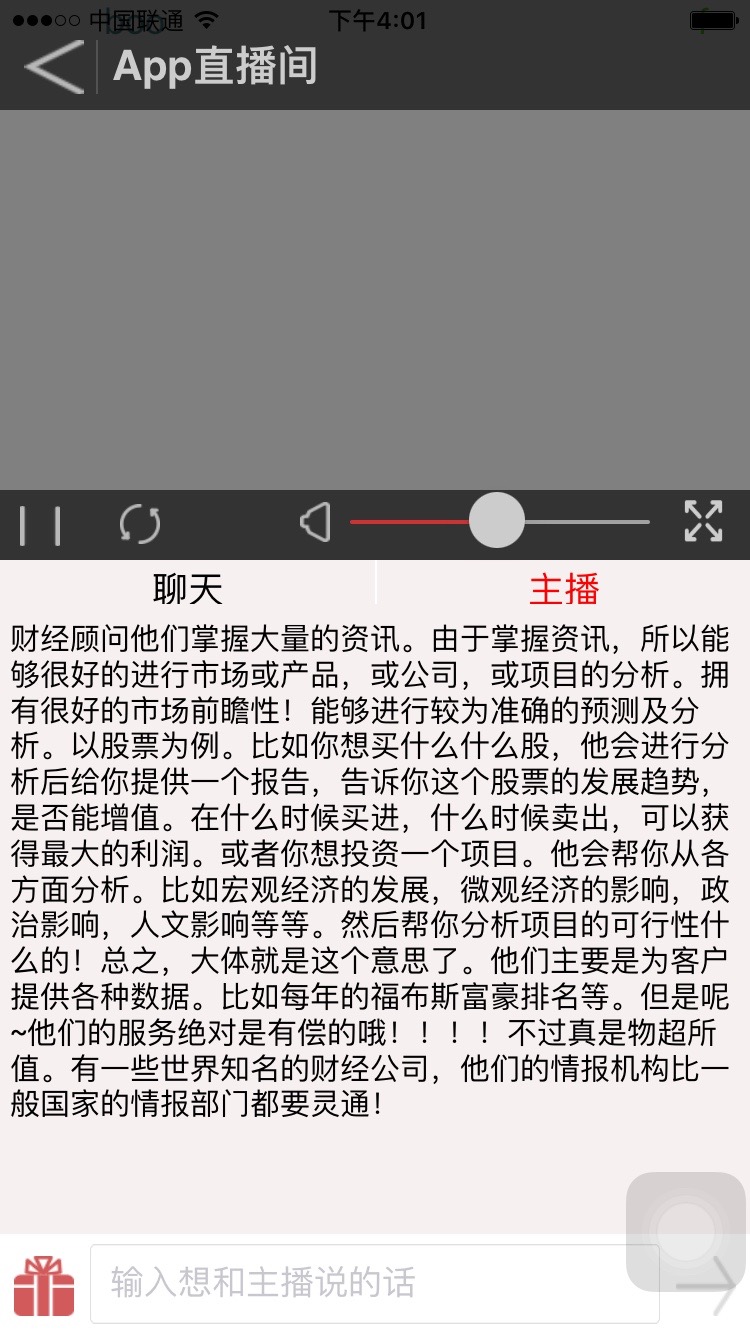 中国联通
下午4:01
App直播间
聊天
主播
财经顾问他们掌握大量的资讯。由于掌握资讯，所以能
够很好的进行市场或产品，或公司，或项目的分析。拥
有很好的市场前瞻性！能够进行较为准确的预测及分
析。以股票为例。比如你想买什么什么股，他会进行分
析后给你提供一个报告，告诉你这个股票的发展趋势，
是否能增值。在什么时候买进，什么时候卖出，可以获
得最大的利润。或者你想投资一个项目。他会帮你从各
方面分析。比如宏观经济的发展，微观经济的影响，政
治影响，人文影响等等。然后帮你分析项目的可行性什
么的！总之，大体就是这个意思了。他们主要是为客户
提供各种数据。比如每年的福布斯富豪排名等。但是呢
~他们的服务绝对是有偿的哦！！！！不过真是物超所
值。有一些世界知名的财经公司，他们的情报机构比一
般国家的情报部门都要灵通！
输入想和主播说的话